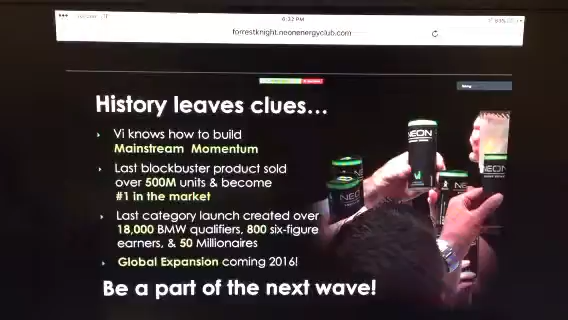 6:32 PM
forrestknight.neonenergyclub.com
History leaves clues...
Vi knows how to build
Mainstream Momentum
Last blockbuster product sold
over 500M units & become
#1 in the market
Last category launch created over
18,000 BMW qualifiers, 800 six-figure
earners, & 50 Millionaires
Global Expansion coming 2016!
Be a part of the next wave!
NEON
NEON
NEON
NEON